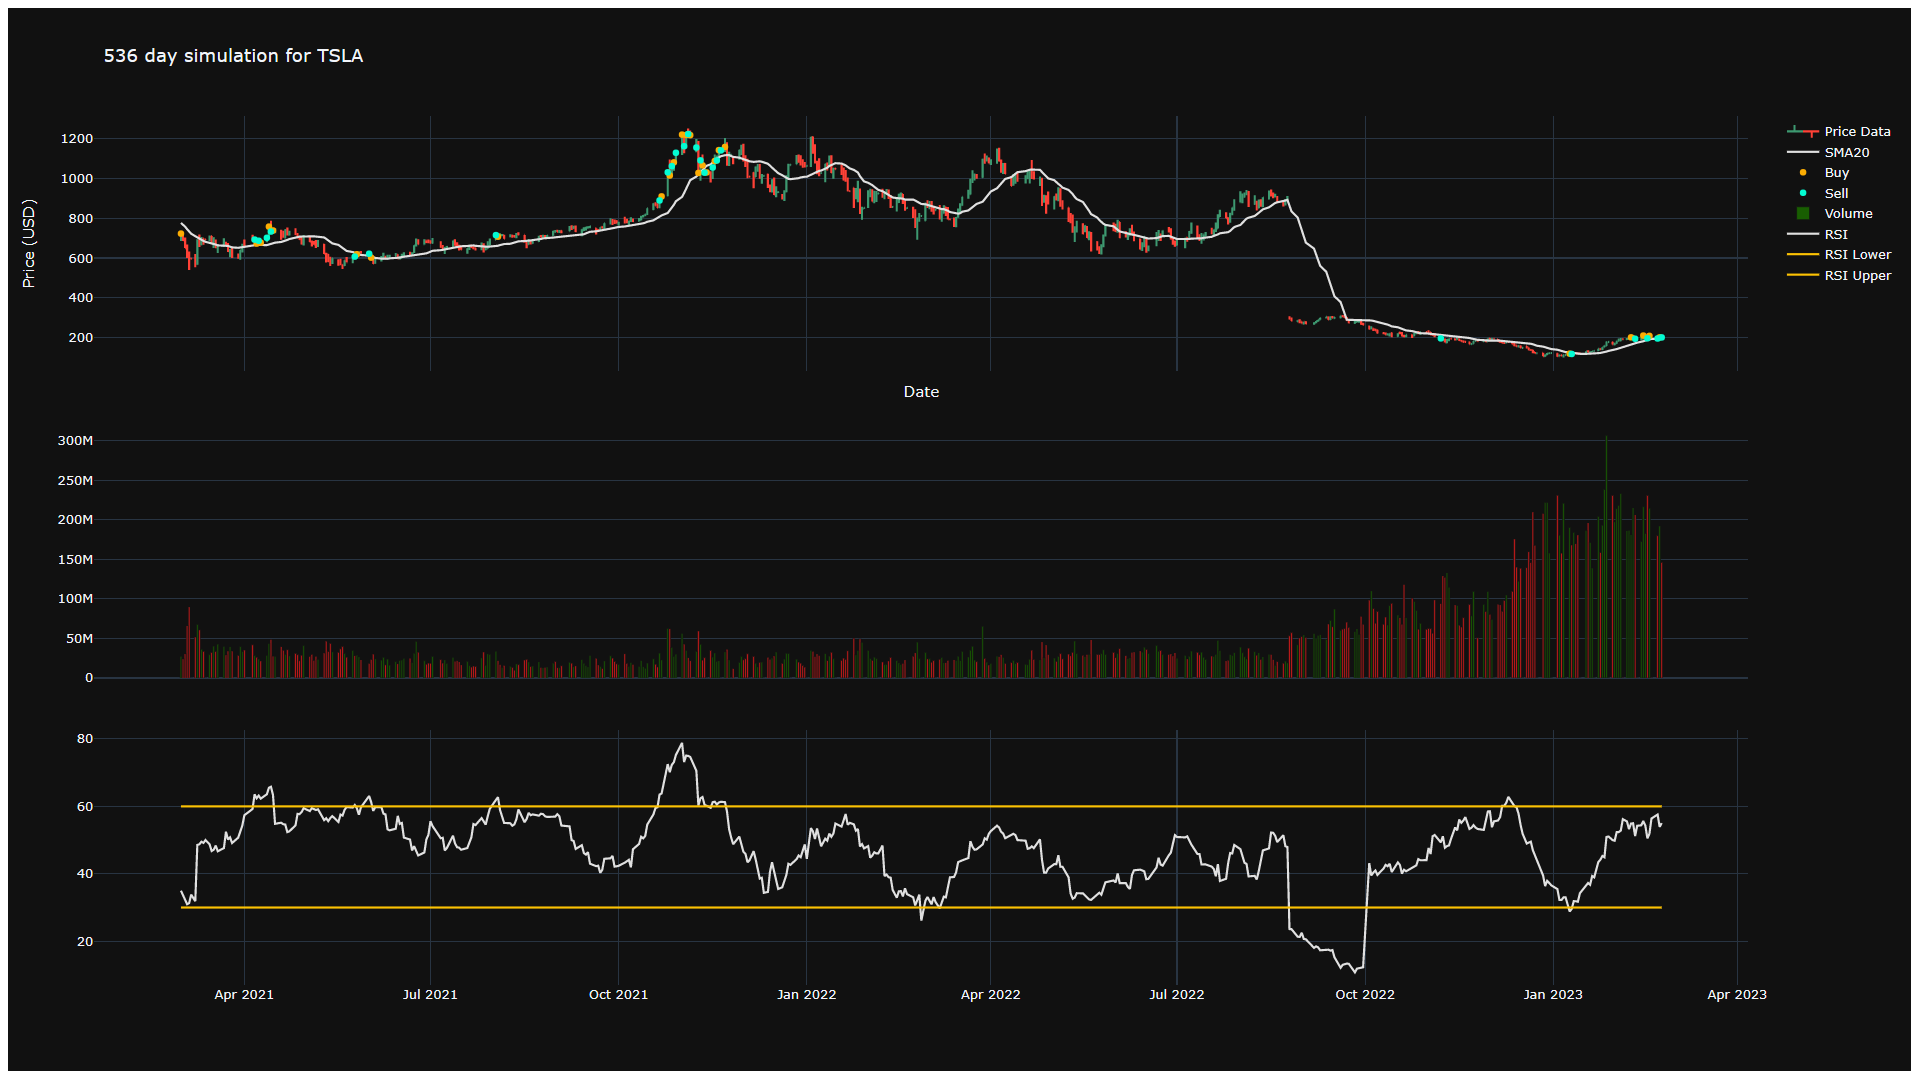 536 day simulation for TSLA
1200
1000
800
600
400
200
Price (USD)
Date
Price Data
SMA20
Buy
Sell
Volume
RSI
RSI Lower
RSI Upper
300M
250M
200M
150M
100M
50M
0
80
60
40
20
Apr 2021
Jul 2021
Oct 2021
Jan 2022
Apr 2022
Jul 2022
Oct 2022
Jan 2023
Apr 2023